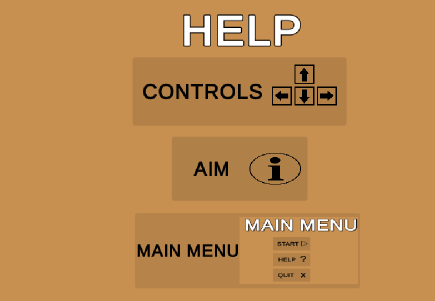 HELP
CONTROLS
AIM i
MAIN MENU
MAIN MENU
START
HELP ?
QUIT X